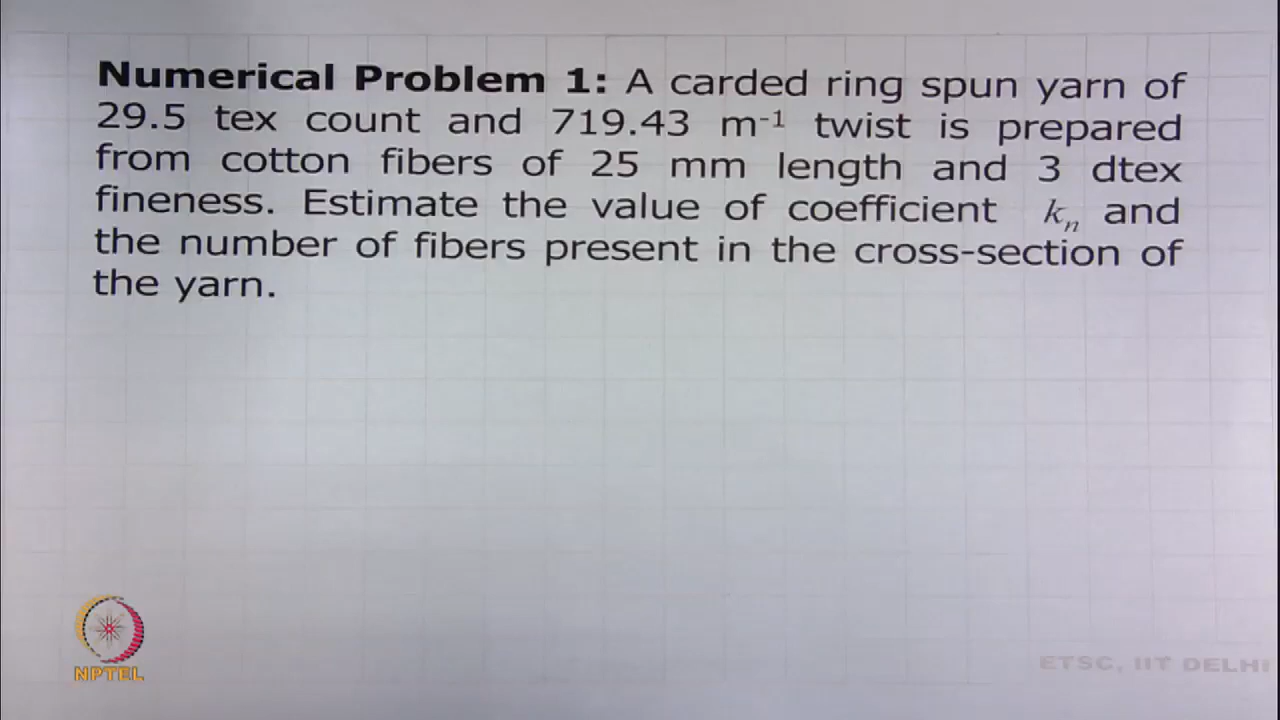 Numerical Problem 1: A carded ring spun yarn of
29.5 tex count and 719.43 m⁻¹ twist is prepared
from cotton fibers of 25 mm length and 3 dtex
fineness. Estimate the value of coefficient kₙ and
the number of fibers present in the cross-section of
the yarn.
NPTEL
ETSC, IIT DELHI